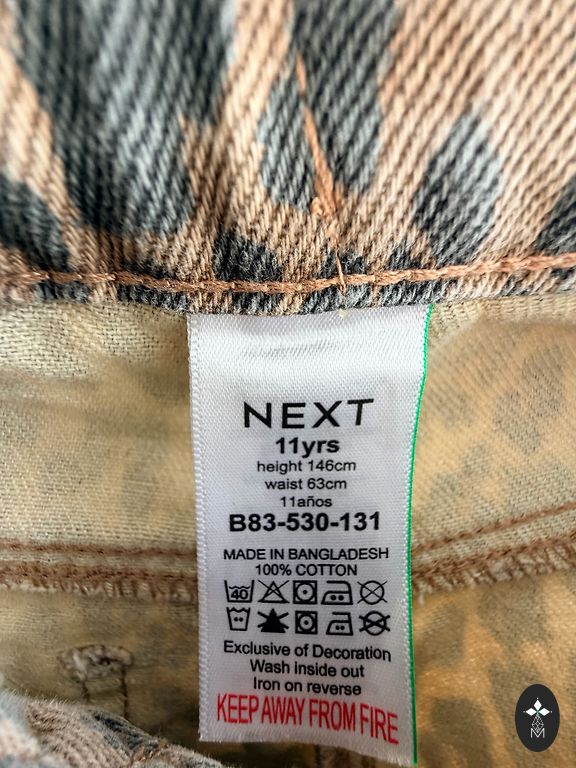 NEXT
11yrs
height 146cm
waist 63cm
11años
B83-530-131
MADE IN BANGLADESH
100% COTTON
40
Exclusive of Decoration
Wash inside out
Iron on reverse
KEEP AWAY FROM FIRE
M